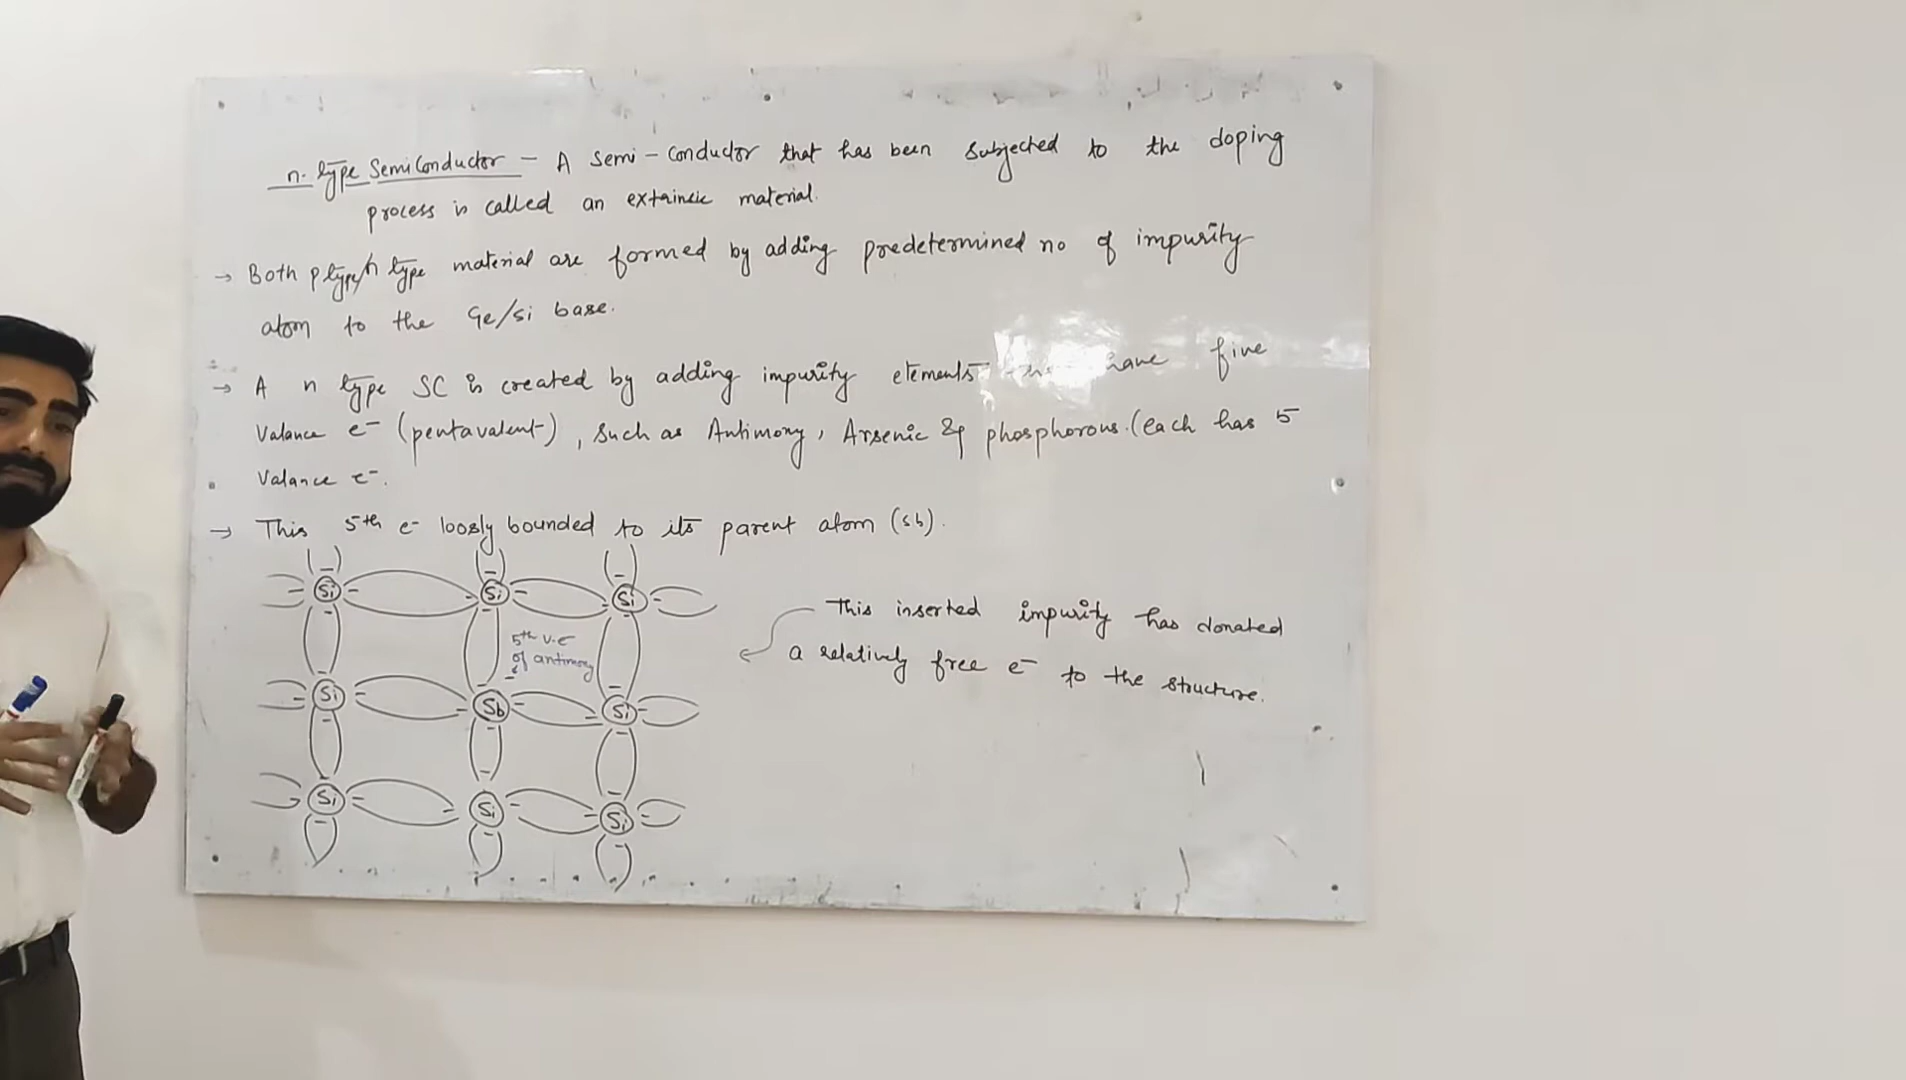 n-type SemiConductor - A semi-conductor that has been subjected to the doping
process is called an extrinsic material.
→ Both p type/n type material are formed by adding predetermined no of impurity
atom to the Ge/Si base.
→ A n type SC is created by adding impurity elements have five
Valance e⁻ (pentavalent), such as Antimony, Arsenic & phosphorous. (each has 5
Valance e⁻.
→ This 5th e⁻ loosly bounded to its parent atom (sb).
Si Si Si
5th v.e
of antimony
Si Sb Si
Si Si Si
This inserted impurity has donated
a relatively free e⁻ to the structure.